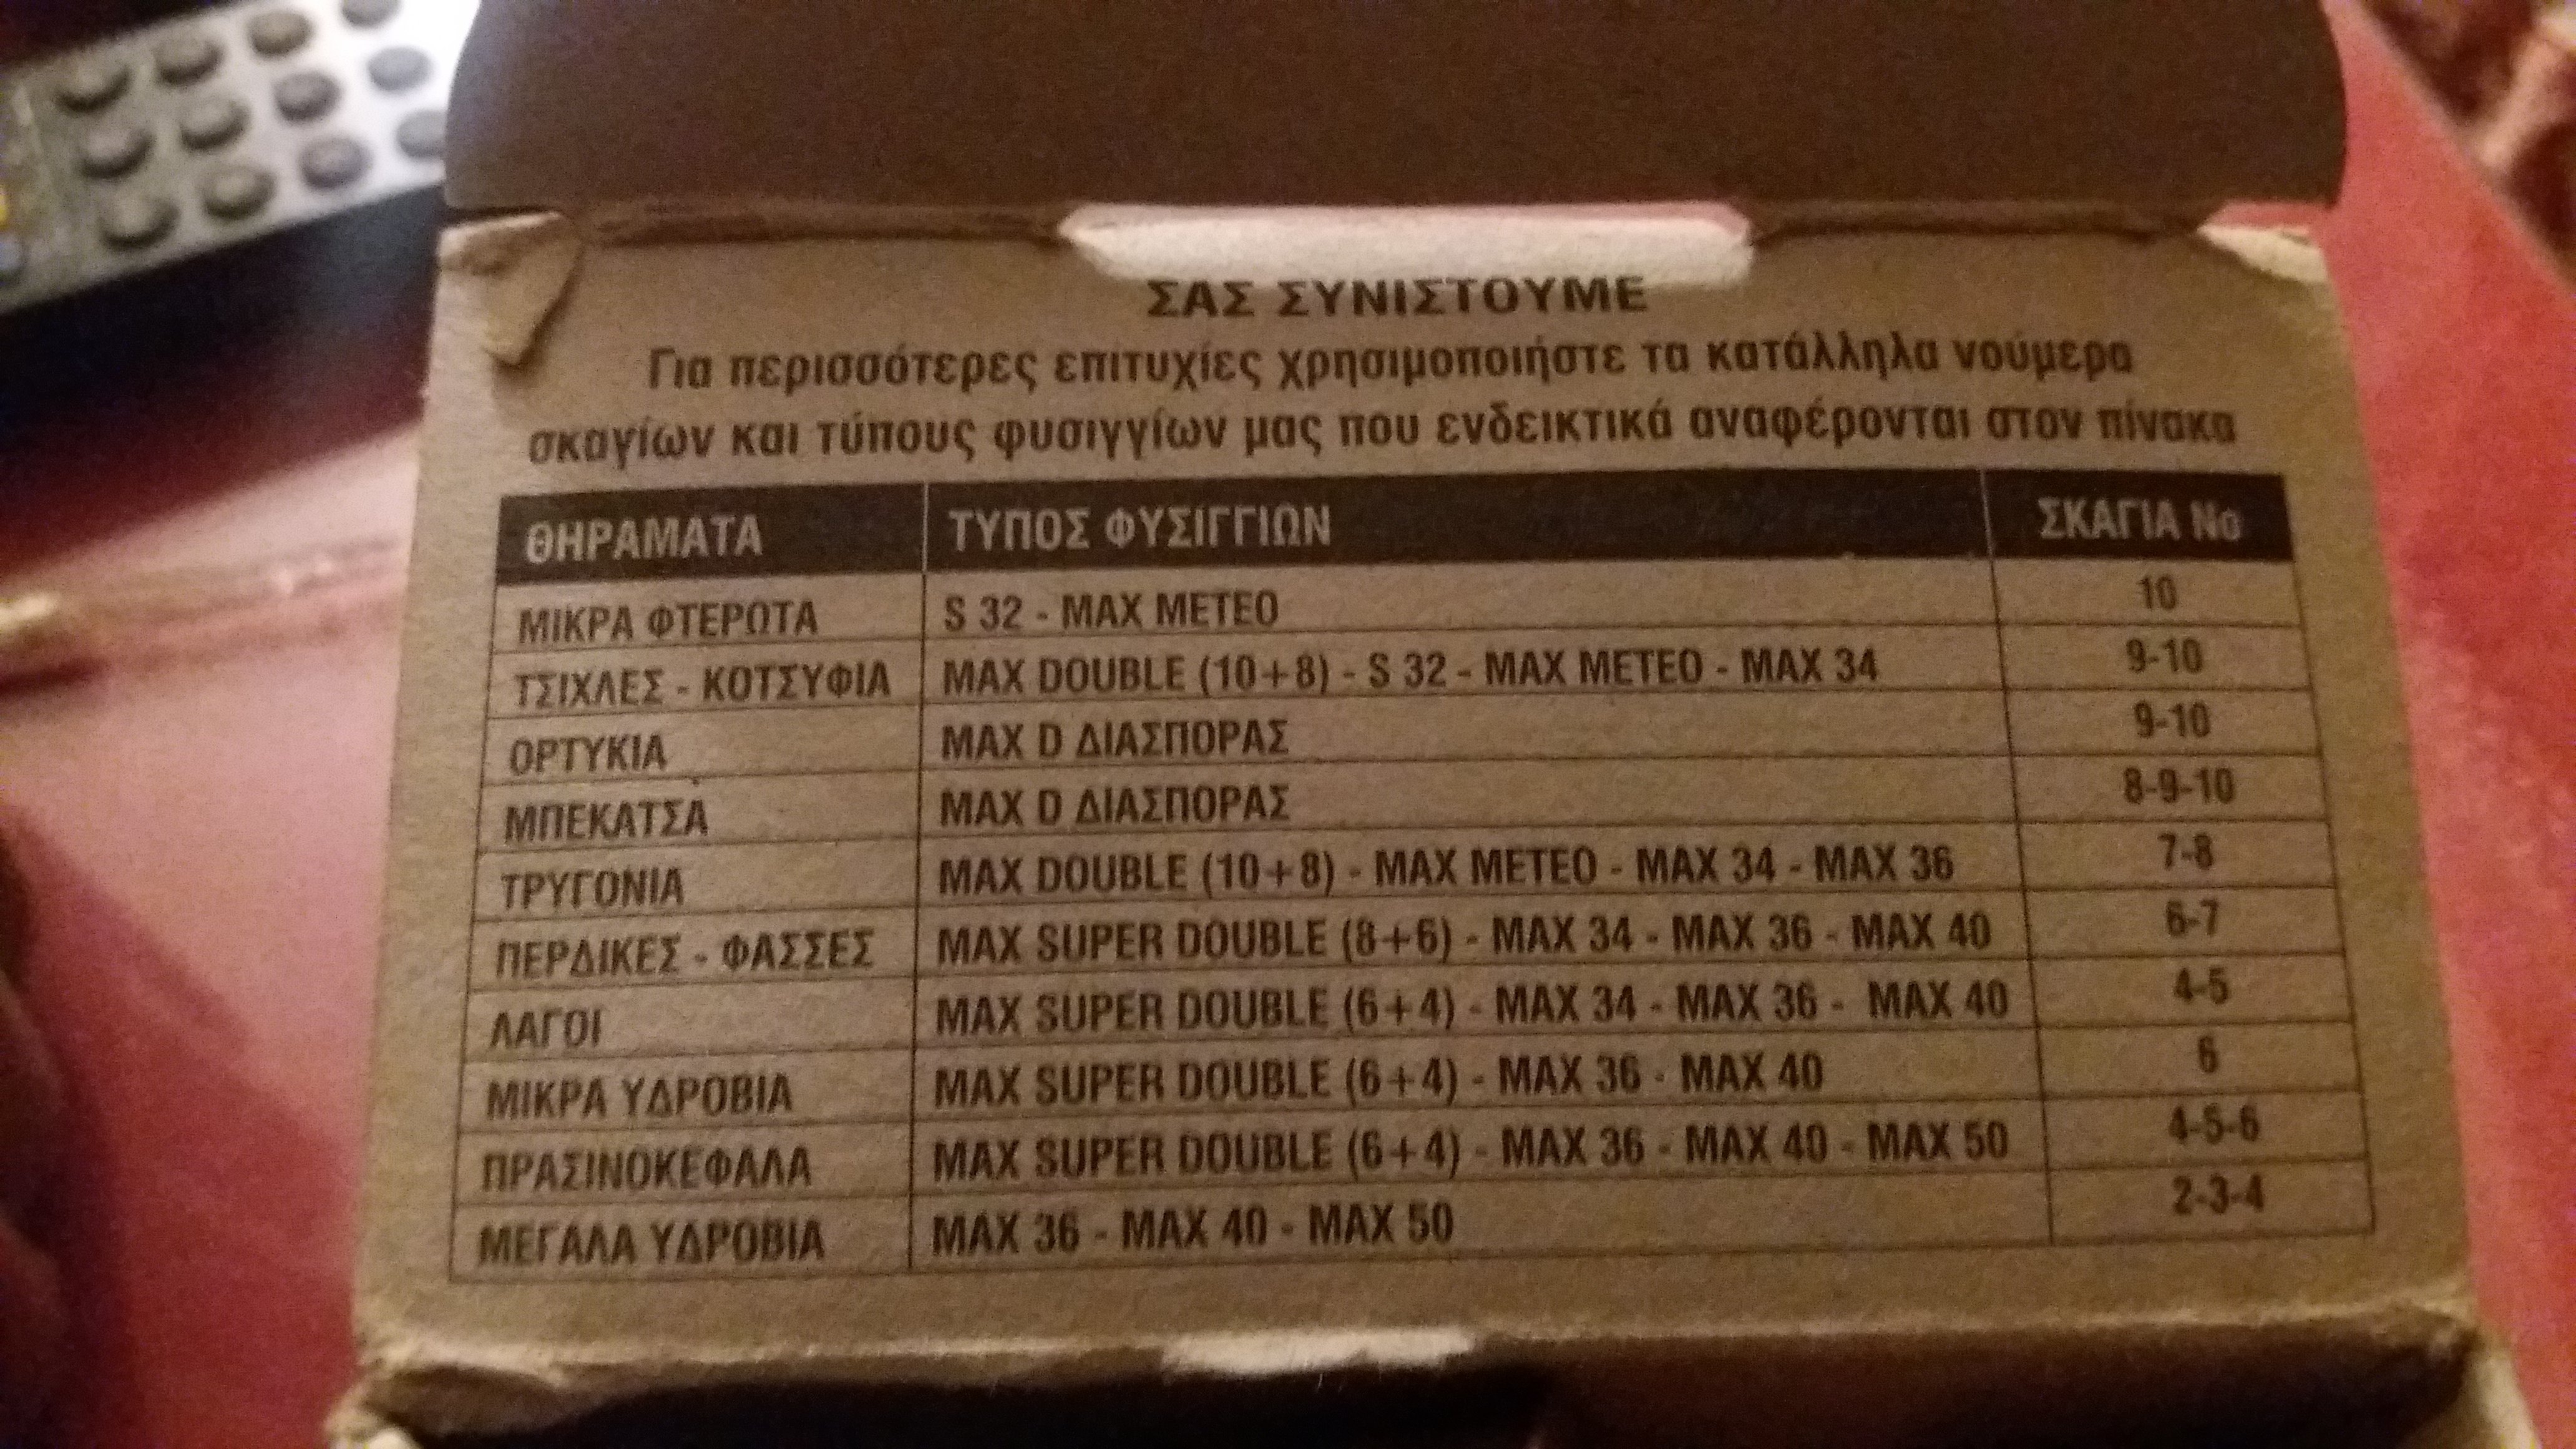 ΣΑΣ ΣΥΝΙΣΤΟΥΜΕ
Για περισσότερες επιτυχίες χρησιμοποιήστε τα κατάλληλα νούμερα
σκαγίων και τύπους φυσιγγίων μας που ενδεικτικά αναφέρονται στον πίνακα
ΘΗΡΑΜΑΤΑ ΤΥΠΟΣ ΦΥΣΙΓΓΙΩΝ ΣΚΑΓΙΑ Νο
ΜΙΚΡΑ ΦΤΕΡΩΤΑ S 32 - MAX METEO 10
ΤΣΙΧΛΕΣ - ΚΟΤΣΥΦΙΑ MAX DOUBLE (10+8) - S 32 - MAX METEO - MAX 34 9-10
ΟΡΤΥΚΙΑ MAX D ΔΙΑΣΠΟΡΑΣ 9-10
ΜΠΕΚΑΤΣΑ MAX D ΔΙΑΣΠΟΡΑΣ 8-9-10
ΤΡΥΓΟΝΙΑ MAX DOUBLE (10+8) - MAX METEO - MAX 34 - MAX 36 7-8
ΠΕΡΔΙΚΕΣ - ΦΑΣΣΕΣ MAX SUPER DOUBLE (8+6) - MAX 34 - MAX 36 - MAX 40 6-7
ΛΑΓΟΙ MAX SUPER DOUBLE (6+4) - MAX 34 - MAX 36 - MAX 40 4-5
ΜΙΚΡΑ ΥΔΡΟΒΙΑ MAX SUPER DOUBLE (6+4) - MAX 36 - MAX 40 6
ΠΡΑΣΙΝΟΚΕΦΑΛΑ MAX SUPER DOUBLE (6+4) - MAX 36 - MAX 40 - MAX 50 4-5-6
ΜΕΓΑΛΑ ΥΔΡΟΒΙΑ MAX 36 - MAX 40 - MAX 50 2-3-4